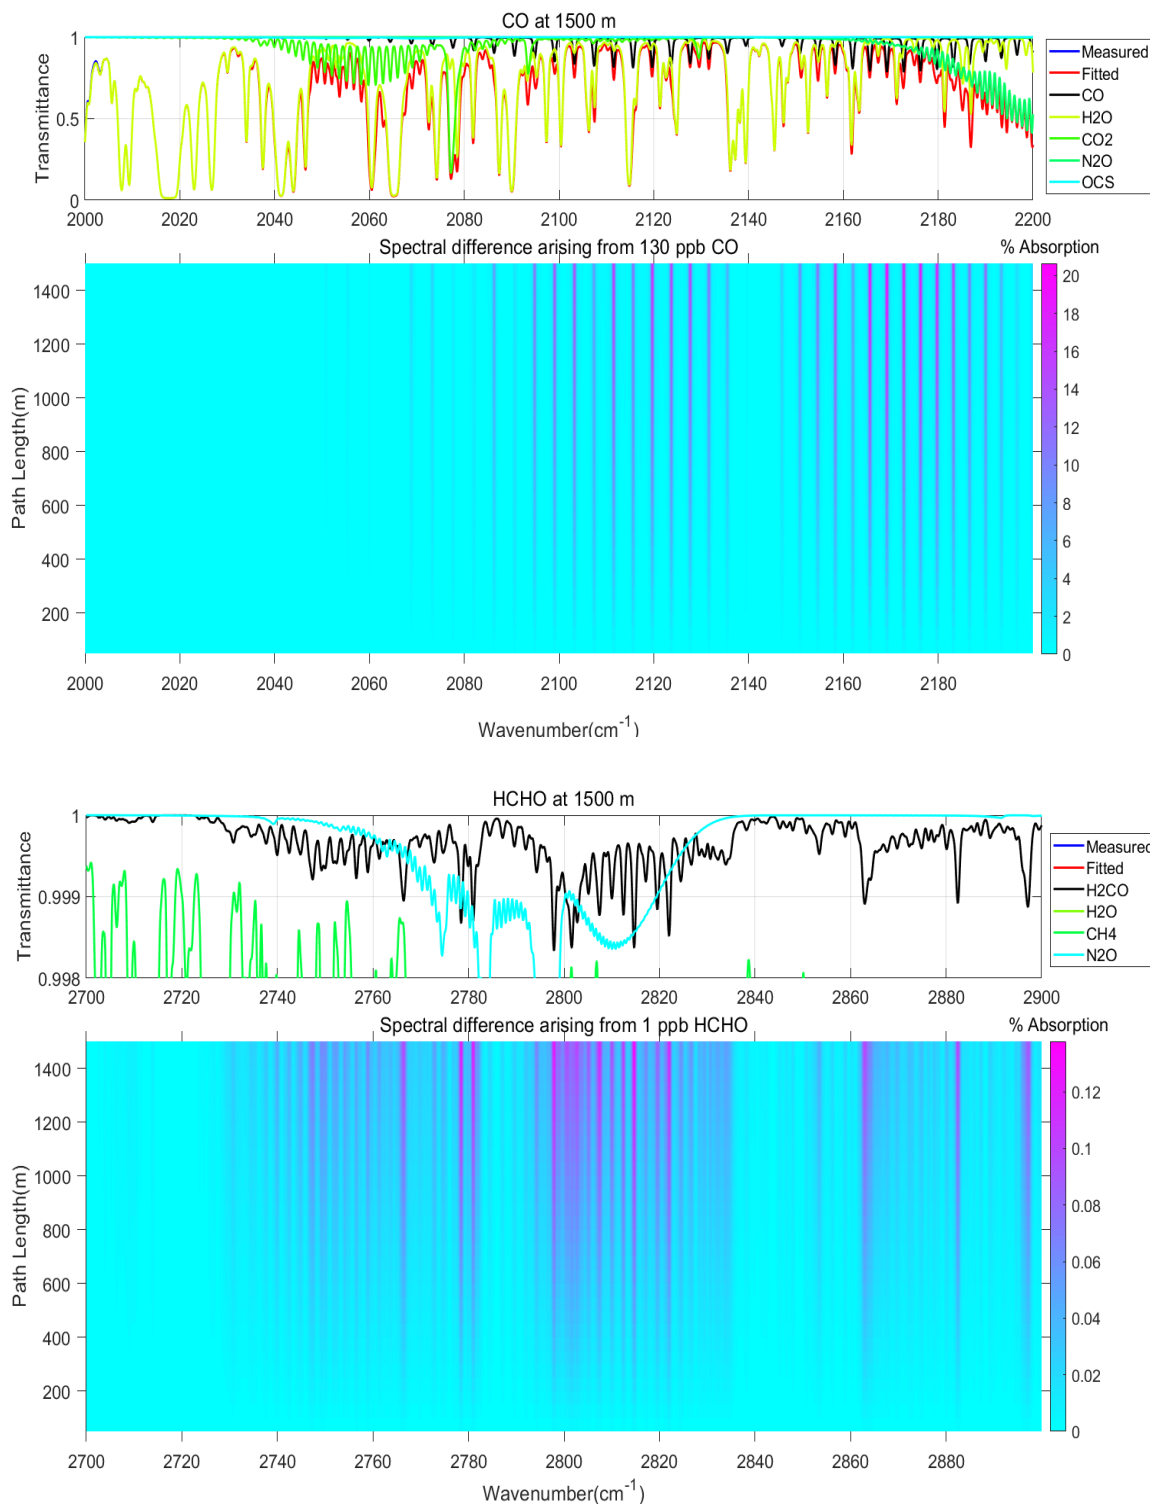 CO at 1500 m
Transmittance
1
0.5
0
2000 2020 2040 2060 2080 2100 2120 2140 2160 2180 2200
Measured
Fitted
CO
H2O
CO2
N2O
OCS
Spectral difference arising from 130 ppb CO
% Absorption
Path Length(m)
1400
1200
1000
800
600
400
200
20
18
16
14
12
10
8
6
4
2
0
2000 2020 2040 2060 2080 2100 2120 2140 2160 2180
Wavenumber(cm-1)
HCHO at 1500 m
Transmittance
1
0.999
0.998
2700 2720 2740 2760 2780 2800 2820 2840 2860 2880 2900
Measured
Fitted
H2CO
H2O
CH4
N2O
Spectral difference arising from 1 ppb HCHO
% Absorption
Path Length(m)
1400
1200
1000
800
600
400
200
0.12
0.1
0.08
0.06
0.04
0.02
0
2700 2720 2740 2760 2780 2800 2820 2840 2860 2880
Wavenumber(cm-1)